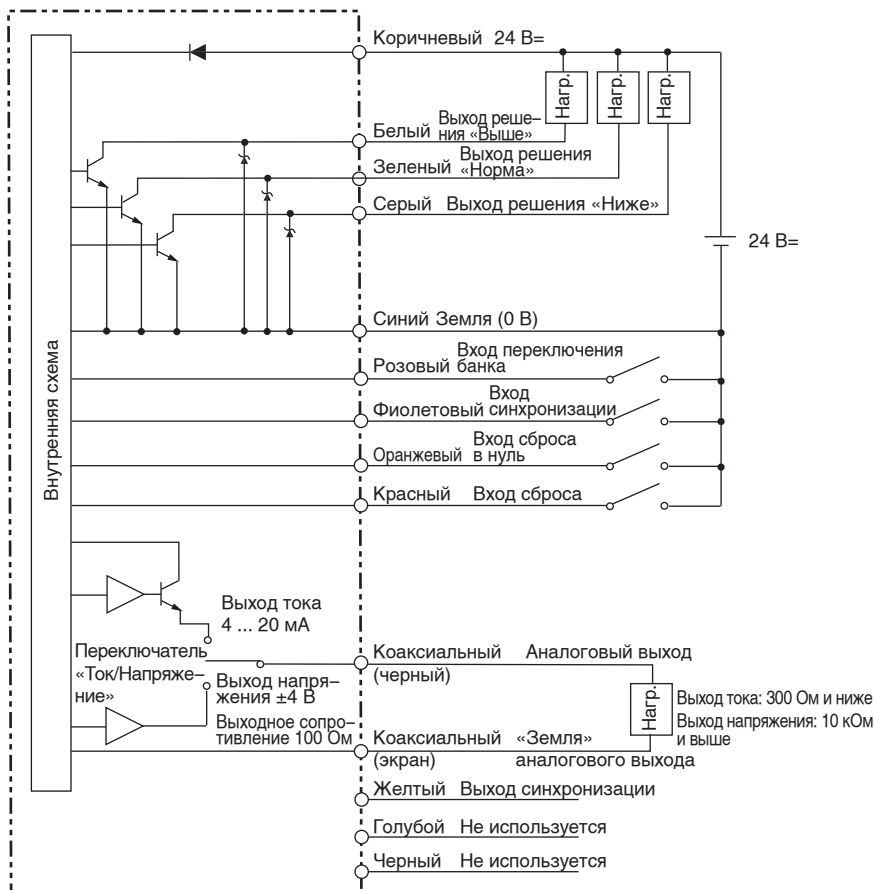 Коричневый 24 В=
Нагр.
Нагр.
Нагр.
Белый Выход реше–
ния «Выше»
Зеленый Выход решения
«Норма»
Серый Выход решения «Ниже»
24 В=
Синий Земля (0 В)
Розовый Вход переключения
банка
Фиолетовый Вход
синхронизации
Оранжевый Вход сброса
в нуль
Красный Вход сброса
Внутренняя схема
Выход тока
4 ... 20 мА
Переключатель
«Ток/Напряже–
ние»
Выход напря–
жения ±4 В
Выходное сопро–
тивление 100 Ом
Коаксиальный Аналоговый выход
(черный)
Нагр.
Выход тока: 300 Ом и ниже
Выход напряжения: 10 кОм
и выше
Коаксиальный «Земля»
(экран) аналогового выхода
Желтый Выход синхронизации
Голубой Не используется
Черный Не используется